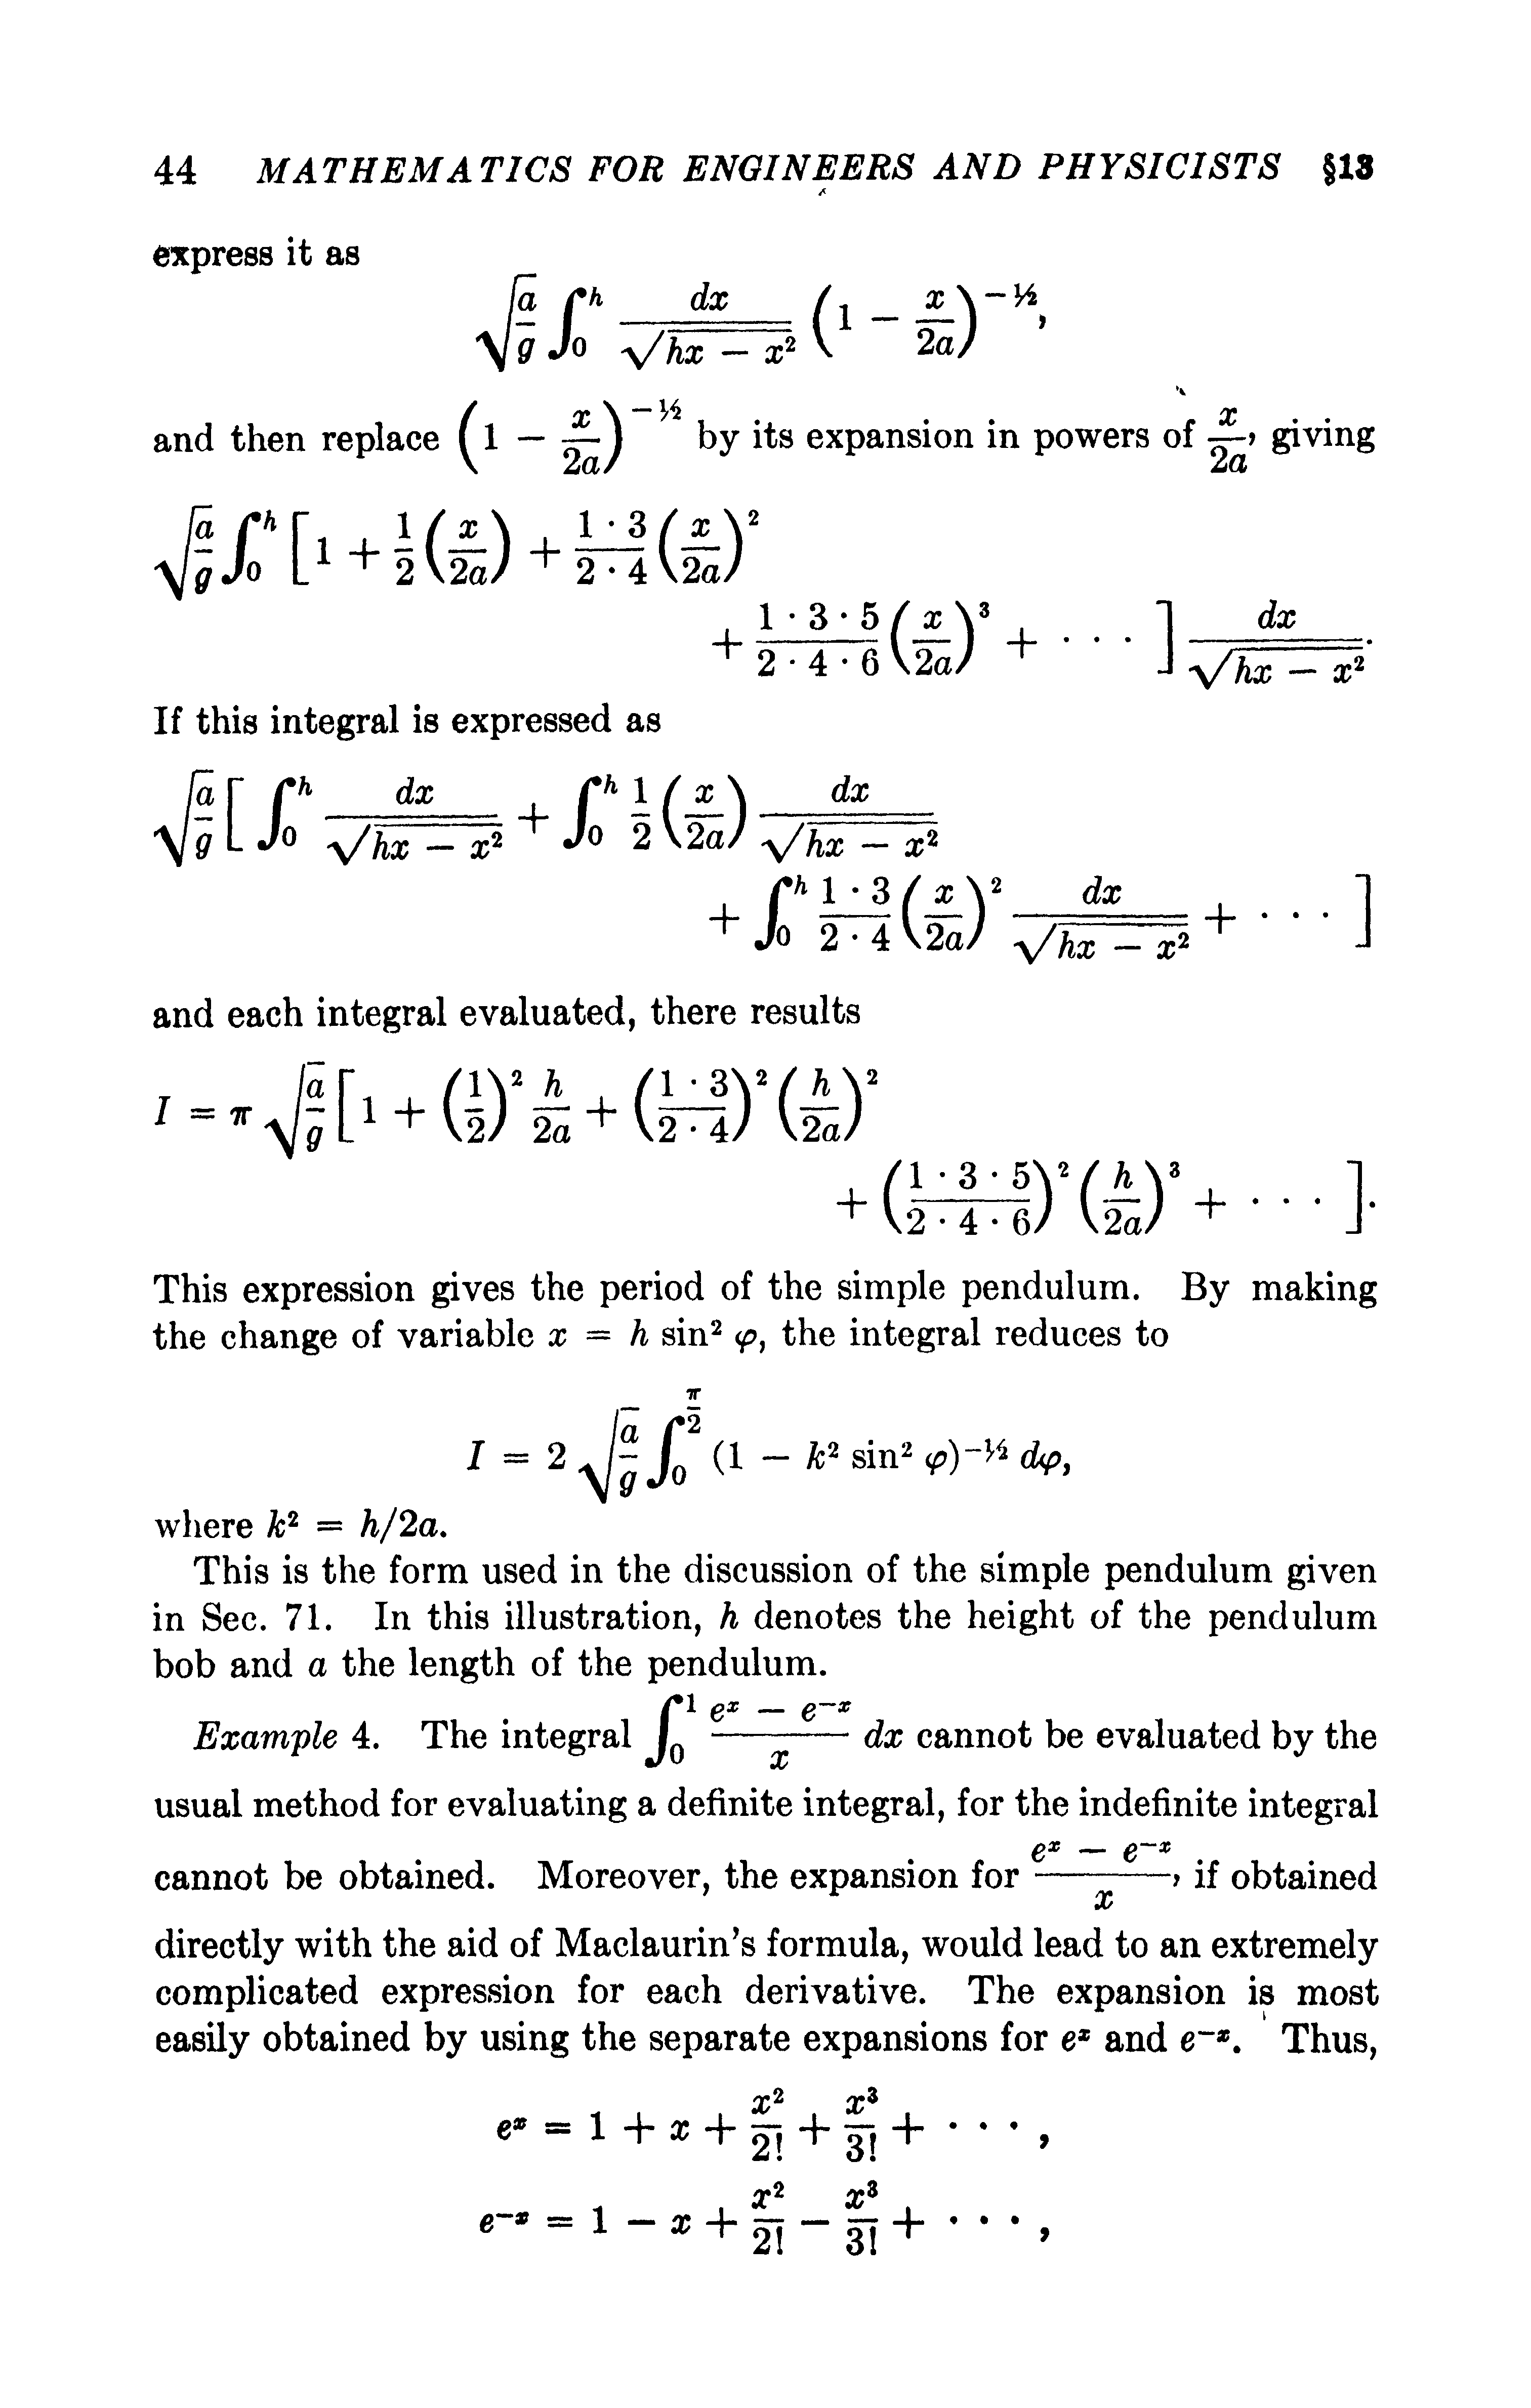 44 MATHEMATICS FOR ENGINEERS AND PHYSICISTS §13
express it as
$\sqrt{\frac{a}{g}} \int_0^h \frac{dx}{\sqrt{hx - x^2}} \left(1 - \frac{x}{2a}\right)^{-1/2},$
and then replace $\left(1 - \frac{x}{2a}\right)^{-1/2}$ by its expansion in powers of $\frac{x}{2a}$, giving
$\sqrt{\frac{a}{g}} \int_0^h \left[1 + \frac{1}{2}\left(\frac{x}{2a}\right) + \frac{1 \cdot 3}{2 \cdot 4}\left(\frac{x}{2a}\right)^2\right.$
$\left. + \frac{1 \cdot 3 \cdot 5}{2 \cdot 4 \cdot 6}\left(\frac{x}{2a}\right)^3 + \cdots \right] \frac{dx}{\sqrt{hx - x^2}}.$
If this integral is expressed as
$\sqrt{\frac{a}{g}} \left[ \int_0^h \frac{dx}{\sqrt{hx - x^2}} + \int_0^h \frac{1}{2}\left(\frac{x}{2a}\right) \frac{dx}{\sqrt{hx - x^2}}\right.$
$\left. + \int_0^h \frac{1 \cdot 3}{2 \cdot 4}\left(\frac{x}{2a}\right)^2 \frac{dx}{\sqrt{hx - x^2}} + \cdots \right]$
and each integral evaluated, there results
$I = \pi \sqrt{\frac{a}{g}} \left[1 + \left(\frac{1}{2}\right)^2 \frac{h}{2a} + \left(\frac{1 \cdot 3}{2 \cdot 4}\right)^2 \left(\frac{h}{2a}\right)^2\right.$
$\left. + \left(\frac{1 \cdot 3 \cdot 5}{2 \cdot 4 \cdot 6}\right)^2 \left(\frac{h}{2a}\right)^3 + \cdots \right].$
This expression gives the period of the simple pendulum. By making
the change of variable $x = h \sin^2 \varphi$, the integral reduces to
$I = 2 \sqrt{\frac{a}{g}} \int_0^{\frac{\pi}{2}} (1 - k^2 \sin^2 \varphi)^{-1/2} d\varphi,$
where $k^2 = h/2a$.
This is the form used in the discussion of the simple pendulum given
in Sec. 71. In this illustration, h denotes the height of the pendulum
bob and a the length of the pendulum.
Example 4. The integral $\int_0^1 \frac{e^x - e^{-x}}{x} dx$ cannot be evaluated by the
usual method for evaluating a definite integral, for the indefinite integral
cannot be obtained. Moreover, the expansion for $\frac{e^x - e^{-x}}{x}$, if obtained
directly with the aid of Maclaurin's formula, would lead to an extremely
complicated expression for each derivative. The expansion is most
easily obtained by using the separate expansions for $e^x$ and $e^{-x}$. Thus,
$e^x = 1 + x + \frac{x^2}{2!} + \frac{x^3}{3!} + \cdots,$
$e^{-x} = 1 - x + \frac{x^2}{2!} - \frac{x^3}{3!} + \cdots,$